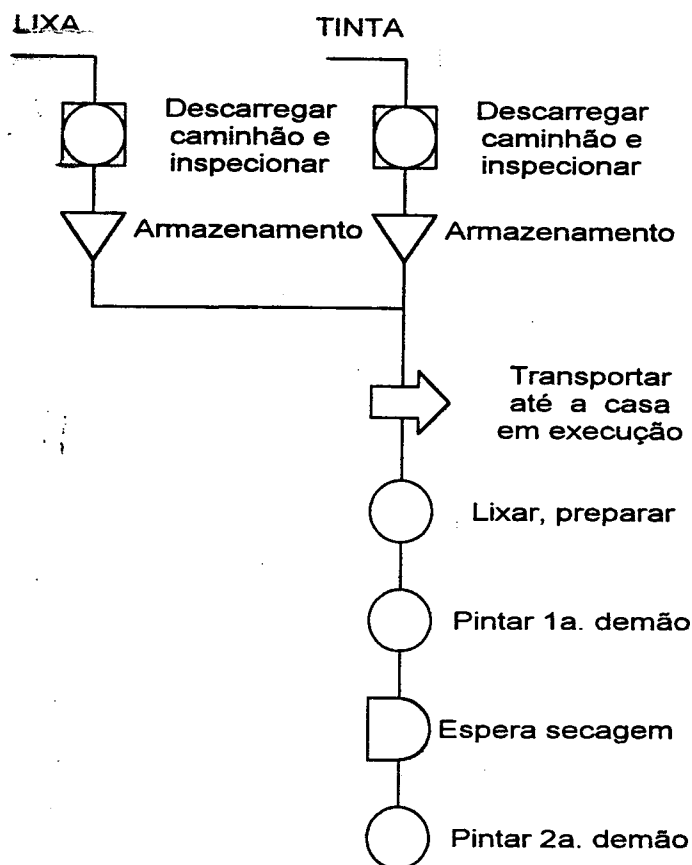 LIXA
TINTA
Descarregar
caminhão e
inspecionar
Descarregar
caminhão e
inspecionar
Armazenamento
Armazenamento
Transportar
até a casa
em execução
Lixar, preparar
Pintar 1a. demão
Espera secagem
Pintar 2a. demão